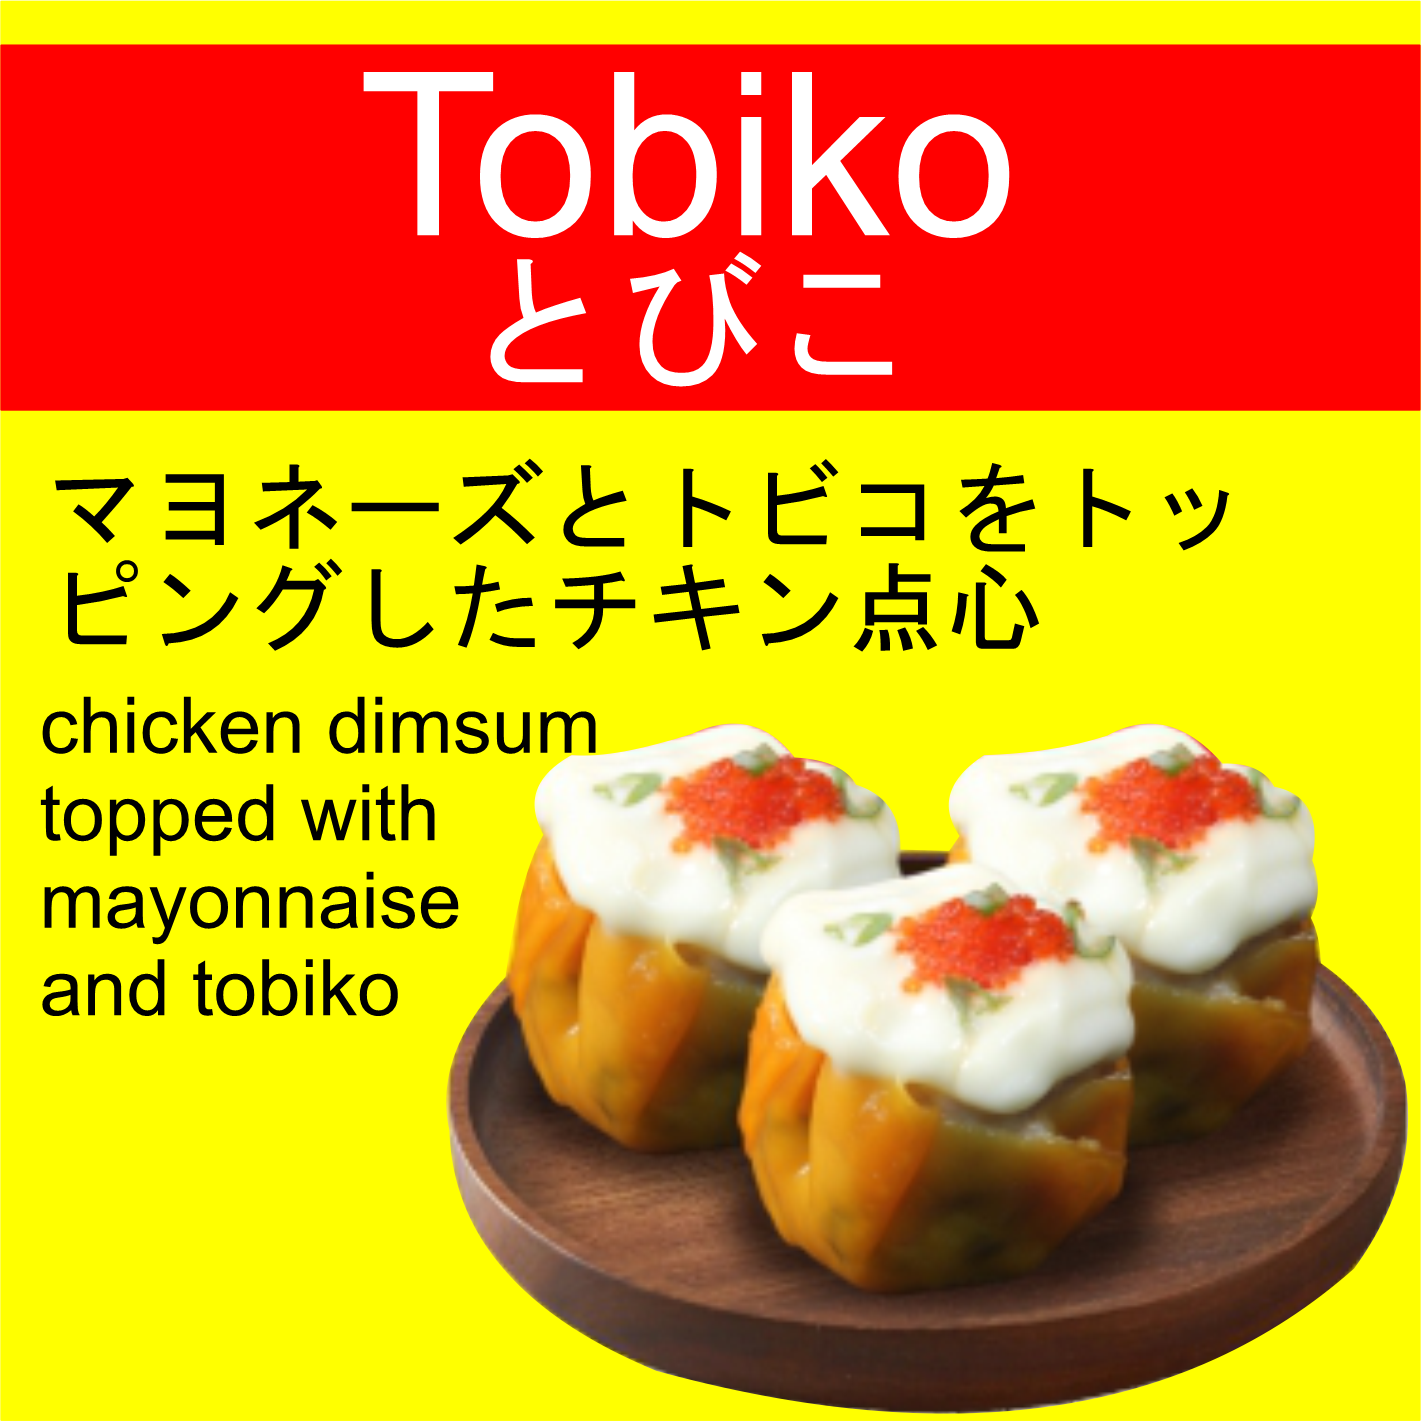 Tobiko
とびこ
マヨネーズとトビコをトッ
ピングしたチキン点心
chicken dimsum
topped with
mayonnaise
and tobiko